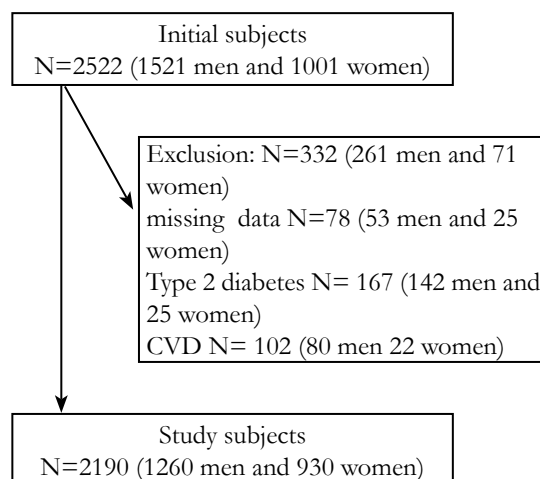 Initial subjects
N=2522 (1521 men and 1001 women)
Exclusion: N=332 (261 men and 71
women)
missing data N=78 (53 men and 25
women)
Type 2 diabetes N= 167 (142 men and
25 women)
CVD N= 102 (80 men 22 women)
Study subjects
N=2190 (1260 men and 930 women)